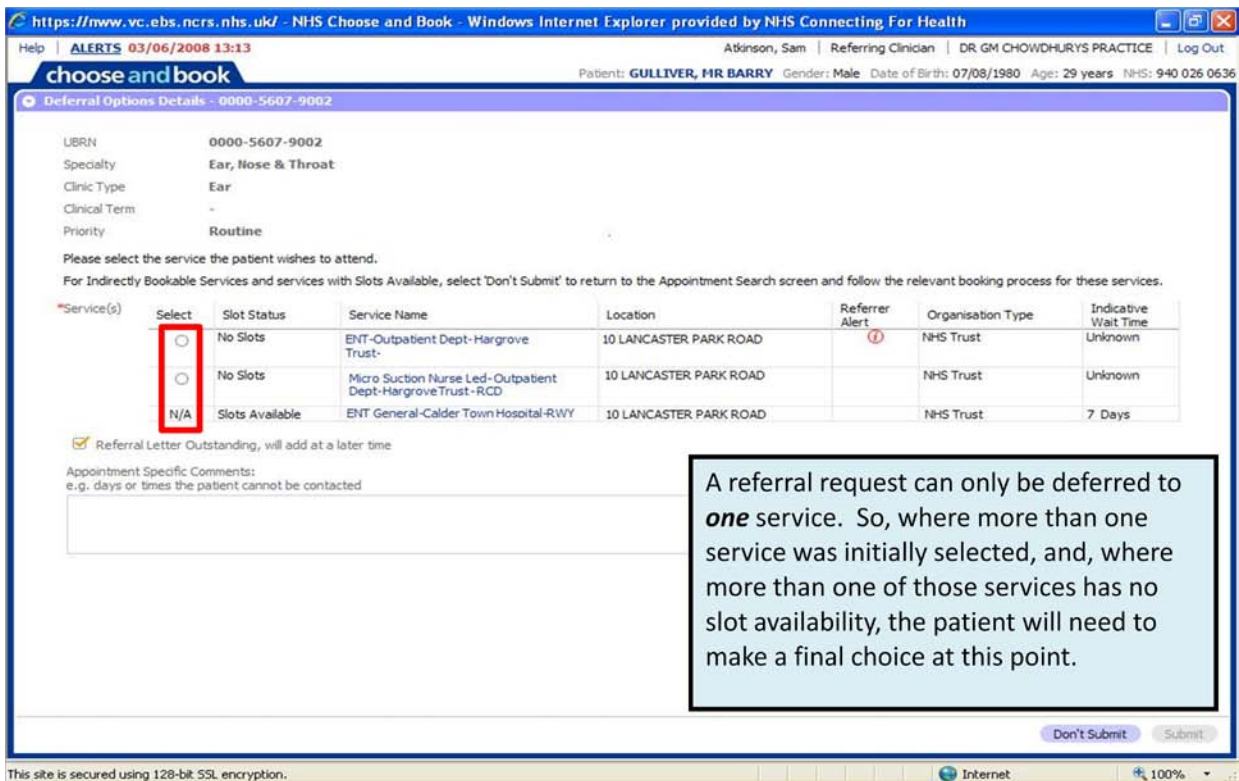 https://nww.vc.ebs.ncrs.nhs.uk/ - NHS Choose and Book - Windows Internet Explorer provided by NHS Connecting For Health
Help | ALERTS 03/06/2008 13:13 Atkinson, Sam | Referring Clinician | DR GM CHOWDHURYS PRACTICE | Log Out
choose and book Patient: GULLIVER, MR BARRY Gender: Male Date of Birth: 07/08/1980 Age: 29 years NHS: 940 026 0636
Deferral Options Details - 0000-5607-9002
UBRN 0000-5607-9002
Specialty Ear, Nose & Throat
Clinic Type Ear
Clinical Term -
Priority Routine
Please select the service the patient wishes to attend.
For Indirectly Bookable Services and services with Slots Available, select 'Don't Submit' to return to the Appointment Search screen and follow the relevant booking process for these services.
*Service(s) Select Slot Status Service Name Location Referrer Alert Organisation Type Indicative Wait Time
No Slots ENT-Outpatient Dept-Hargrove Trust- 10 LANCASTER PARK ROAD NHS Trust Unknown
No Slots Micro Suction Nurse Led-Outpatient Dept-HargroveTrust-RCD 10 LANCASTER PARK ROAD NHS Trust Unknown
N/A Slots Available ENT General-Calder Town Hospital-RWY 10 LANCASTER PARK ROAD NHS Trust 7 Days
Referral Letter Outstanding, will add at a later time
Appointment Specific Comments:
e.g. days or times the patient cannot be contacted
A referral request can only be deferred to
one service. So, where more than one
service was initially selected, and, where
more than one of those services has no
slot availability, the patient will need to
make a final choice at this point.
Don't Submit Submit
This site is secured using 128-bit SSL encryption. Internet 100%